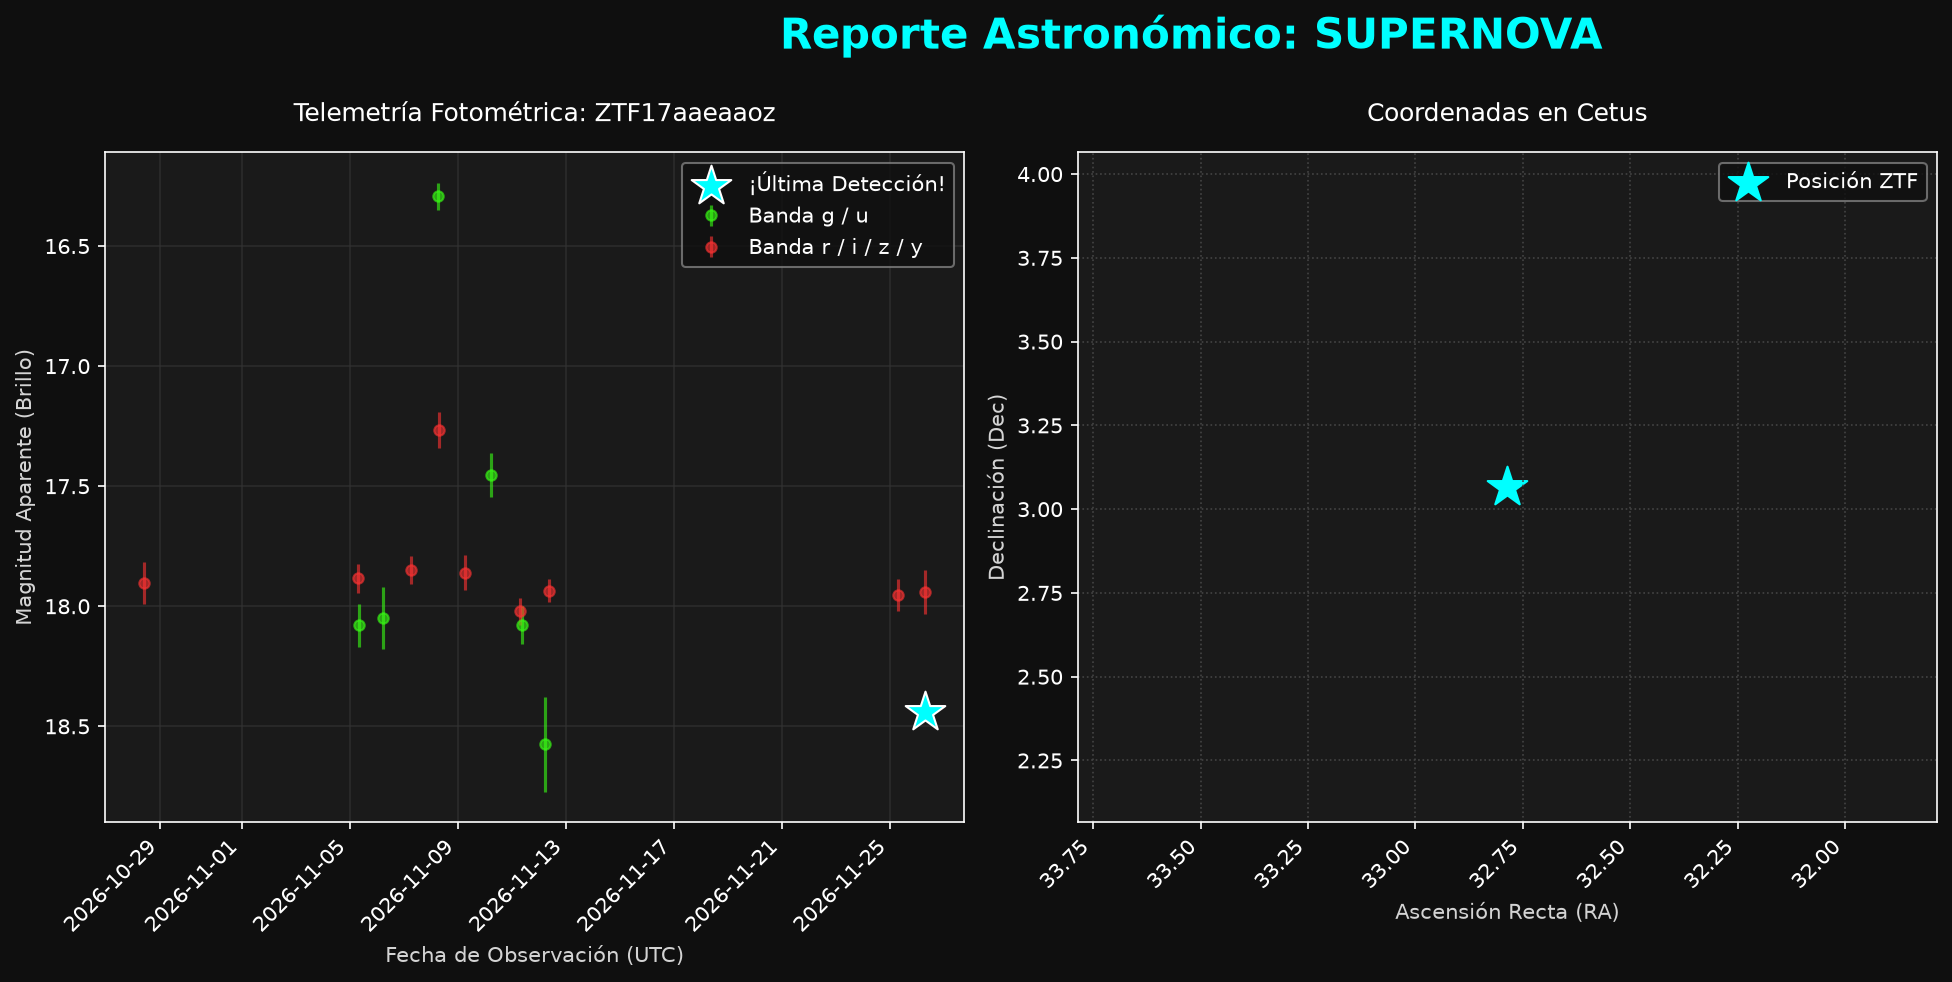 Reporte Astronómico: SUPERNOVA
Telemetría Fotométrica: ZTF17aaeaaoz
¡Última Detección!
Banda g / u
Banda r / i / z / y
Magnitud Aparente (Brillo)
16.5
17.0
17.5
18.0
18.5
2026-10-29
2026-11-01
2026-11-05
2026-11-09
2026-11-13
2026-11-17
2026-11-21
2026-11-25
Fecha de Observación (UTC)
Coordenadas en Cetus
Posición ZTF
Declinación (Dec)
4.00
3.75
3.50
3.25
3.00
2.75
2.50
2.25
33.75
33.50
33.25
33.00
32.75
32.50
32.25
32.00
Ascensión Recta (RA)